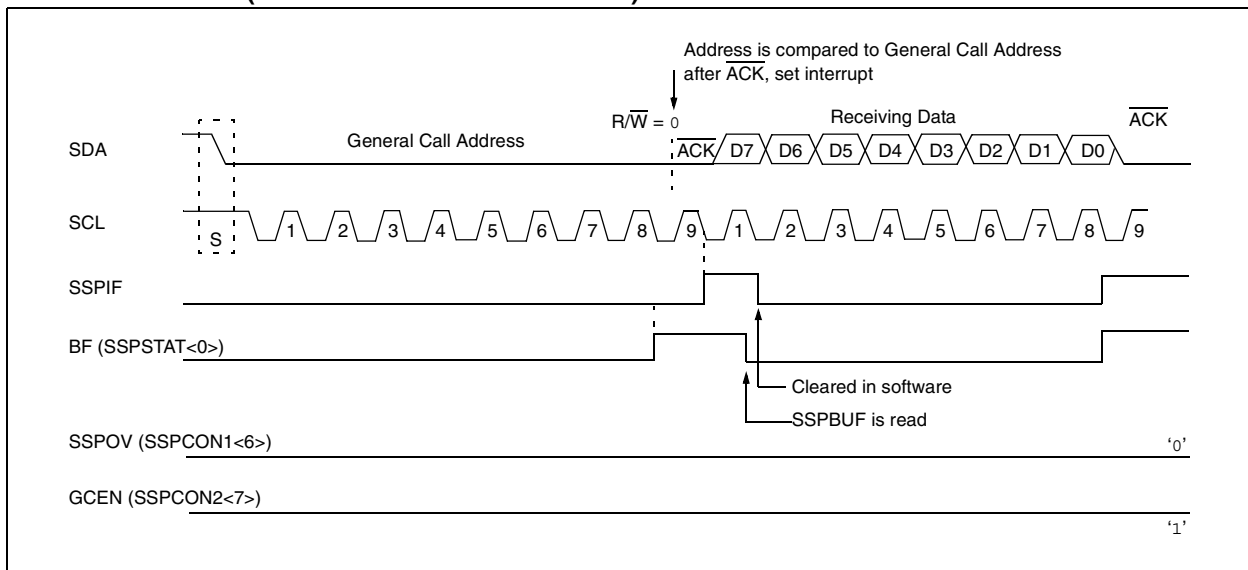 Address is compared to General Call Address
after ACK, set interrupt
R/W = 0
Receiving Data
ACK
General Call Address
SDA
ACK
D7
D6
D5
D4
D3
D2
D1
D0
SCL
S
1
2
3
4
5
6
7
8
9
1
2
3
4
5
6
7
8
9
SSPIF
BF (SSPSTAT<0>)
Cleared in software
SSPBUF is read
SSPOV (SSPCON1<6>)
‘0’
GCEN (SSPCON2<7>)
‘1’